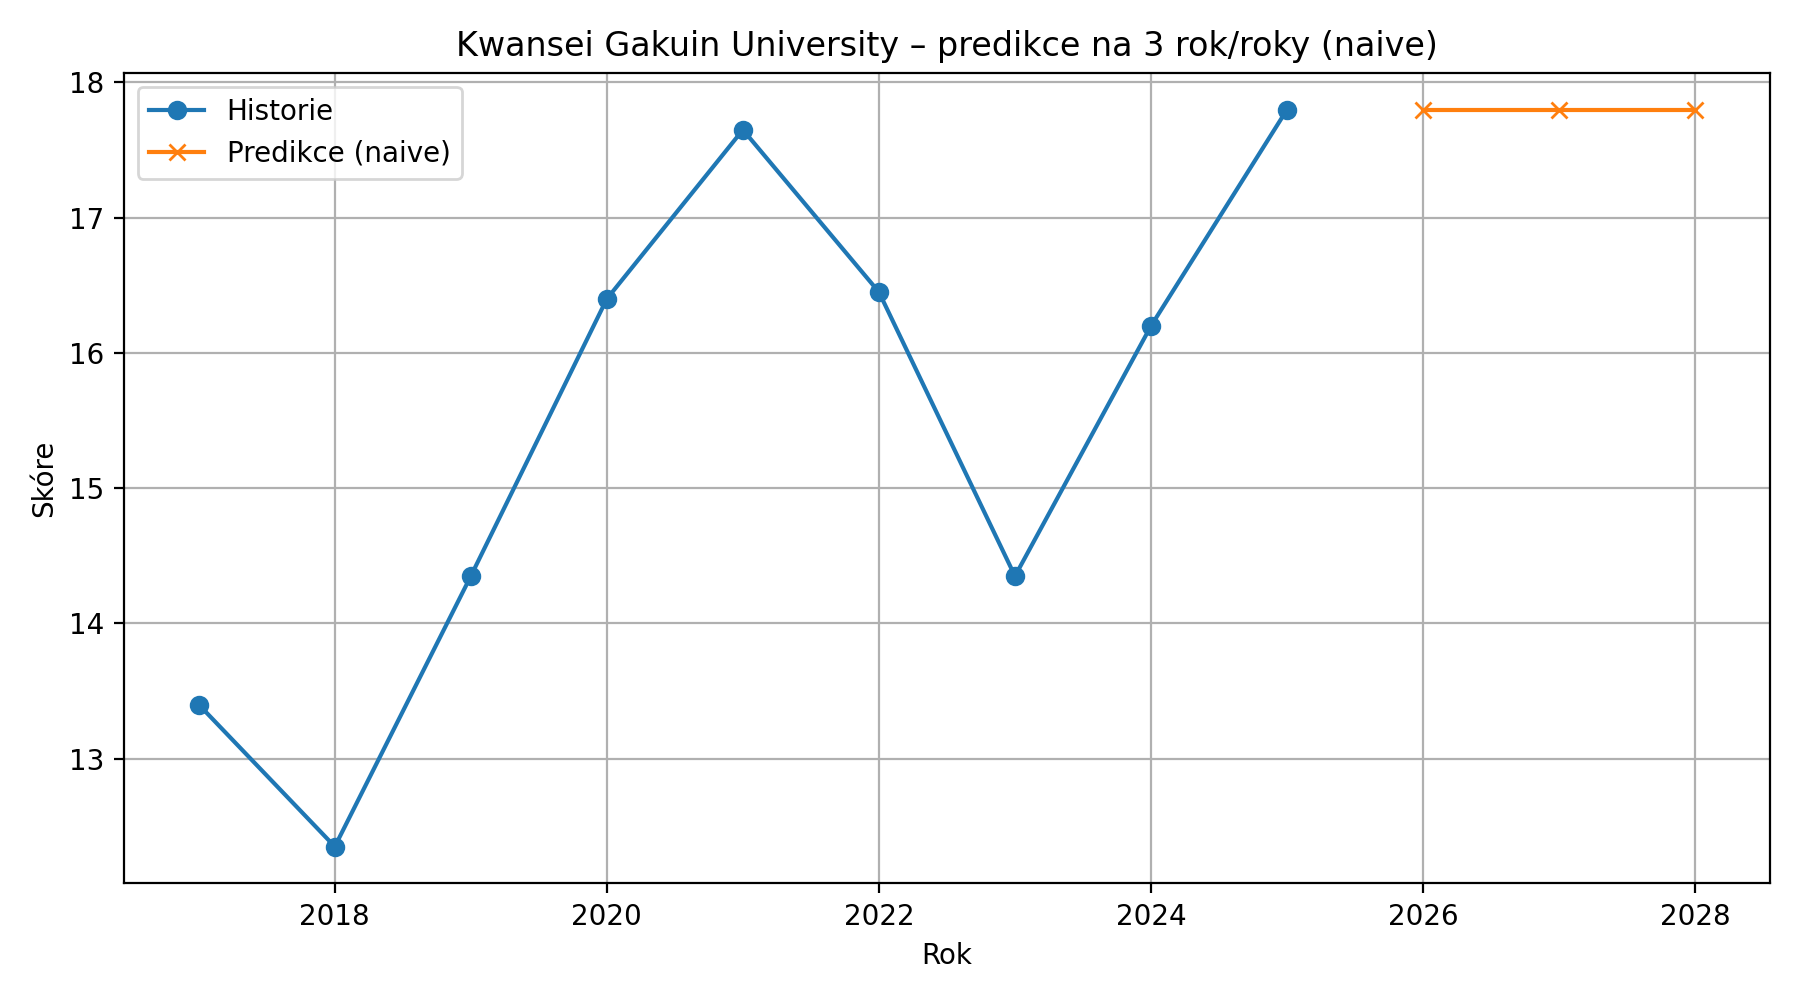 Kwansei Gakuin University – predikce na 3 rok/roky (naive)
Historie
Predikce (naive)
18
17
16
15
14
13
Skóre
2018 2020 2022 2024 2026 2028
Rok